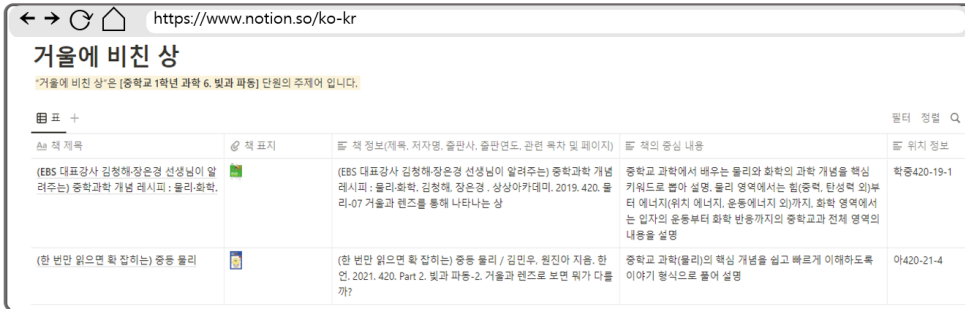 https://www.notion.so/ko-kr
거울에 비친 상
"거울에 비친 상"은 [중학교 1학년 과학 6. 빛과 파동] 단원의 주제어 입니다.
표 +
필터 정렬
Aa 책 제목
책 표지
책 정보(제목, 저자명, 출판사, 출판연도, 관련 목차 및 페이지)
책의 중심 내용
위치 정보
(EBS 대표강사 김청해·장은경 선생님이 알
려주는) 중학과학 개념 레시피 : 물리·화학.
(EBS 대표강사 김청해·장은경 선생님이 알려주는) 중학과학 개념
레시피 : 물리·화학, 김청해, 장은경 . 상상아카데미. 2019. 420. 물
리-07 거울과 렌즈를 통해 나타나는 상
중학교 과학에서 배우는 물리와 화학의 과학 개념을 핵심
키워드로 뽑아 설명. 물리 영역에서는 힘(중력, 탄성력 외)부
터 에너지(위치 에너지, 운동에너지 외)까지, 화학 영역에서
는 입자의 운동부터 화학 반응까지의 중학교과 전체 영역의
내용을 설명
학중420-19-1
(한 번만 읽으면 확 잡히는) 중등 물리
(한 번만 읽으면 확 잡히는) 중등 물리 / 김민우, 원진아 지음. 한
언. 2021. 420. Part 2. 빛과 파동-2. 거울과 렌즈로 보면 뭐가 다를
까?
중학교 과학(물리)의 핵심 개념을 쉽고 빠르게 이해하도록
이야기 형식으로 풀어 설명
아420-21-4